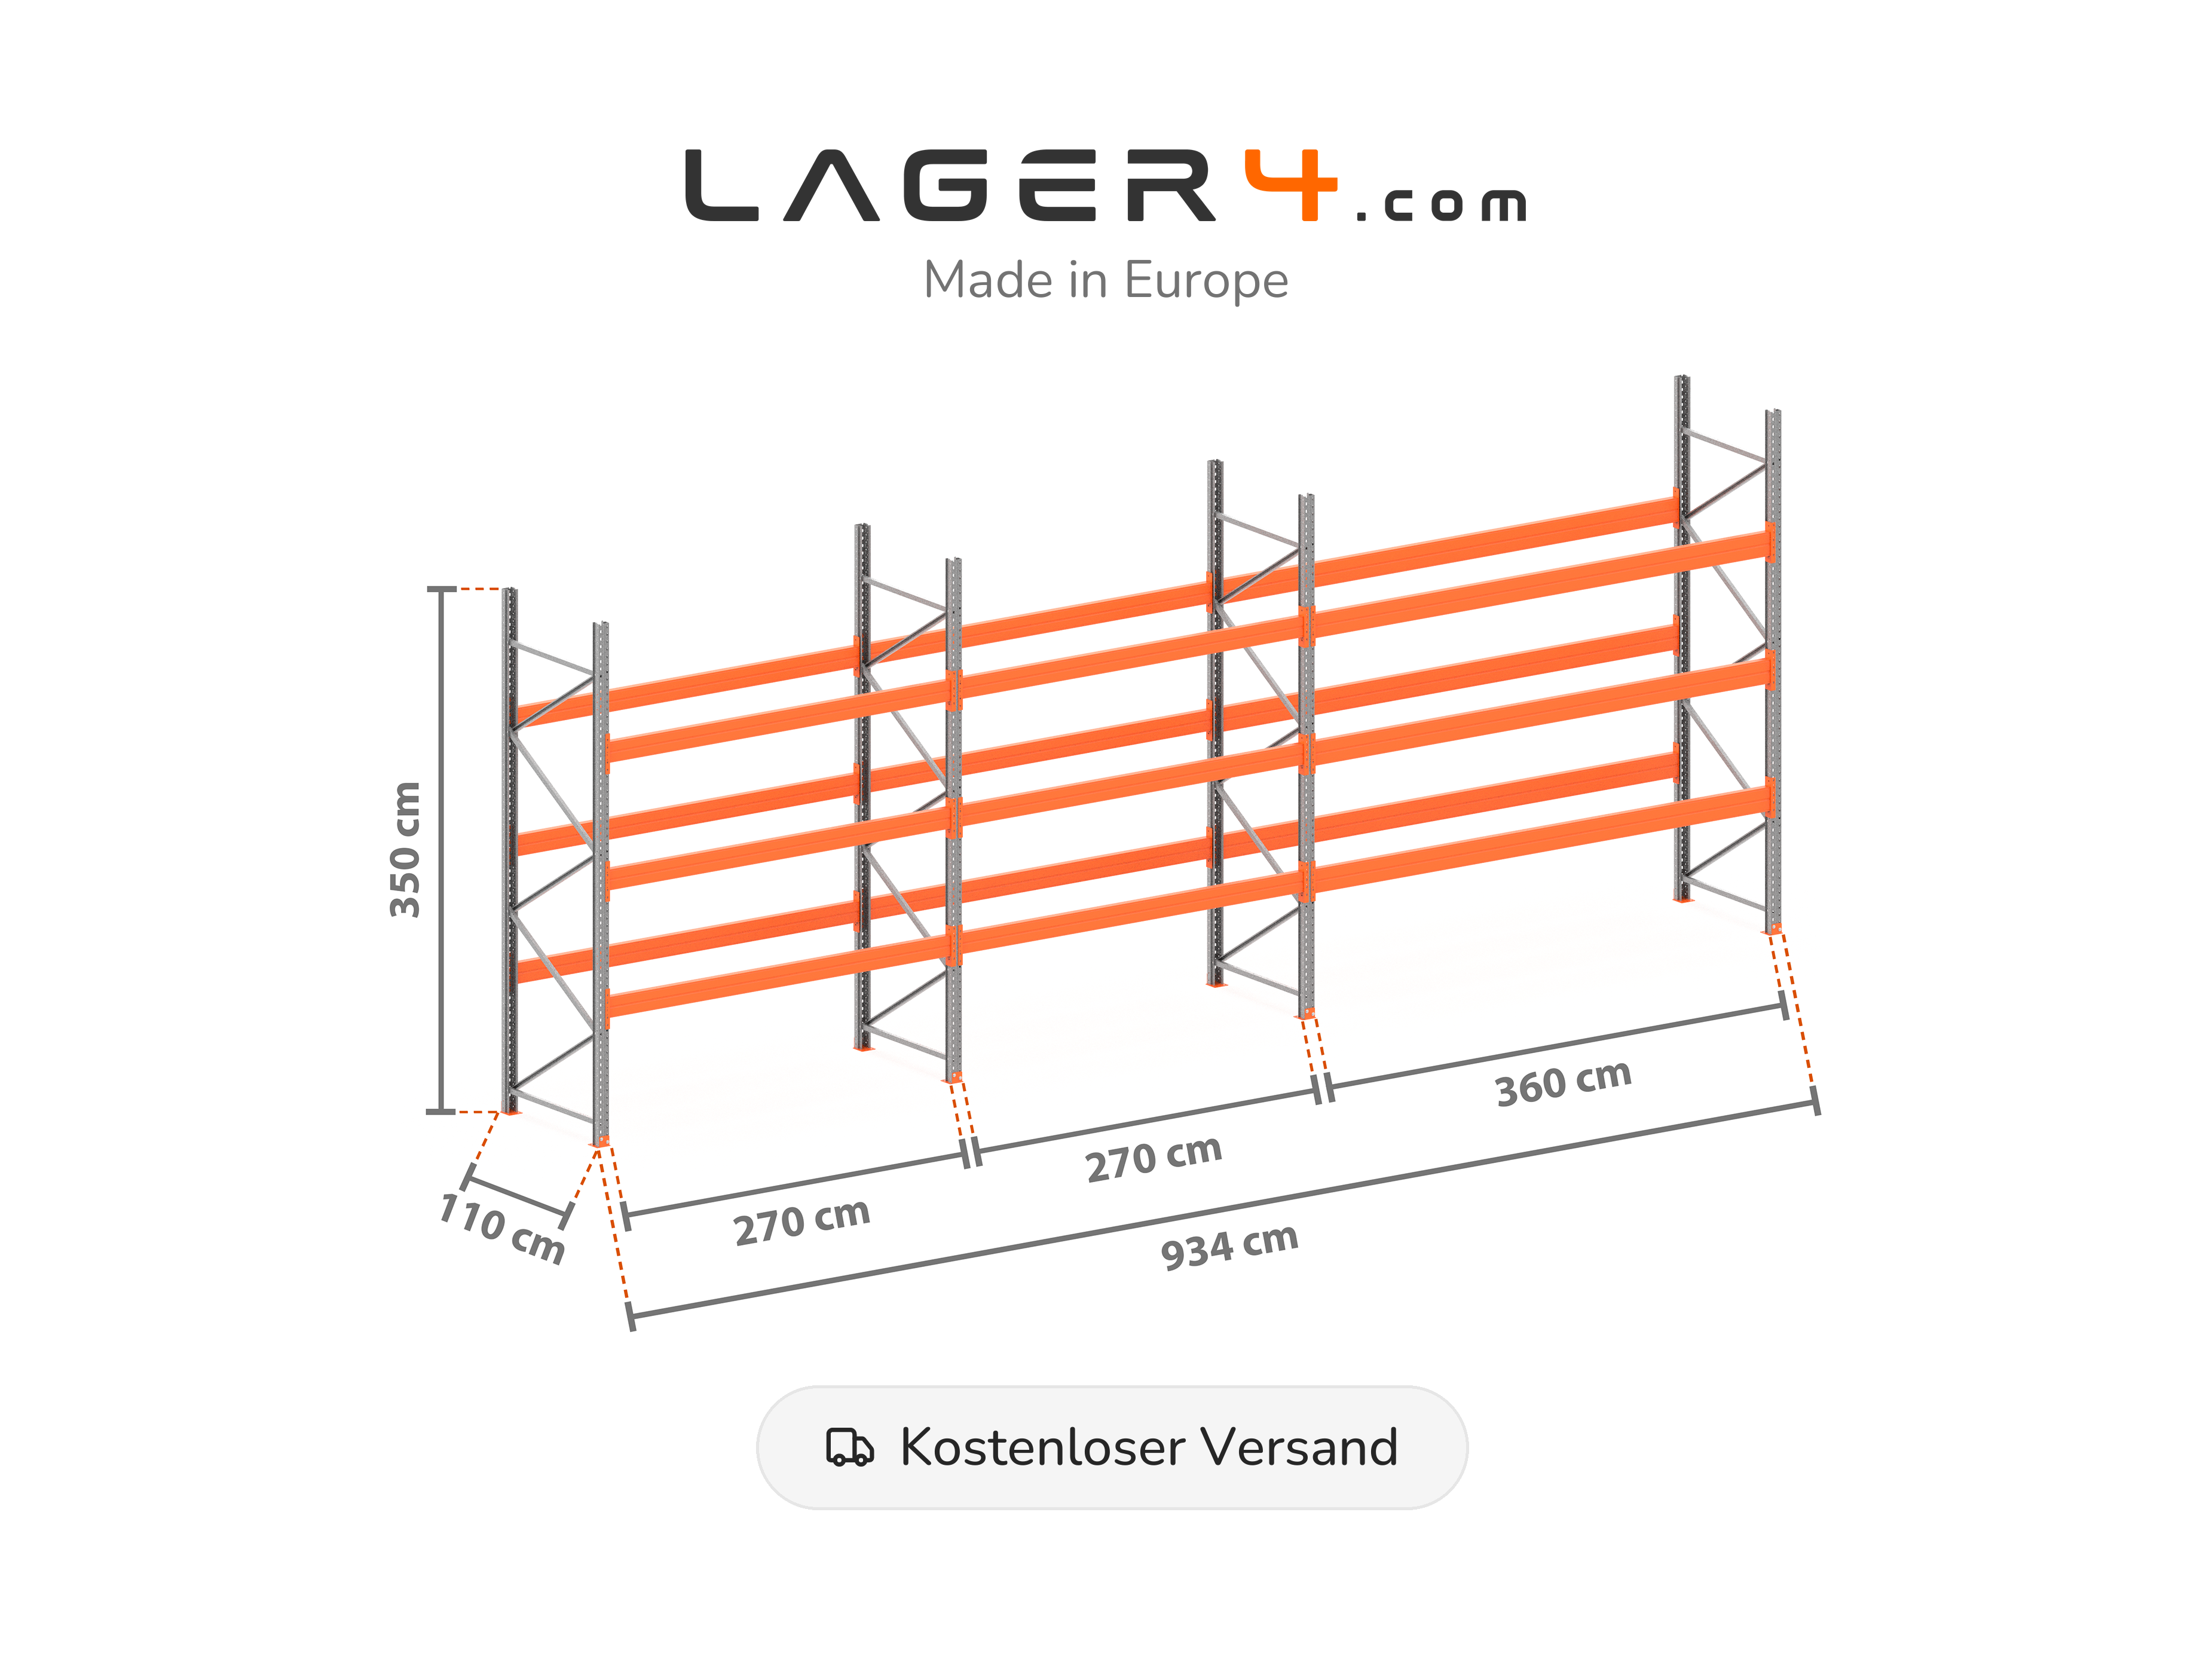 LAGER4.com
Made in Europe
350 cm
110 cm
270 cm
270 cm
360 cm
934 cm
Kostenloser Versand